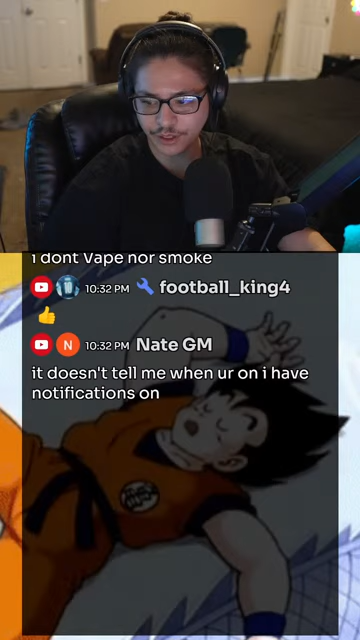 i dont Vape nor smoke
10:32 PM football_king4
👍
N 10:32 PM Nate GM
it doesn't tell me when ur on i have
notifications on